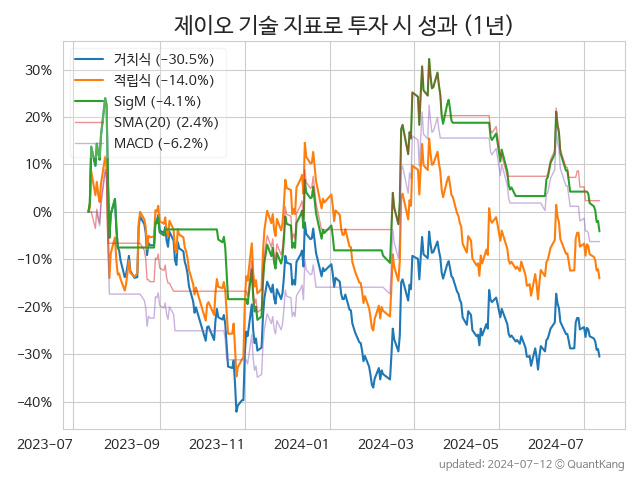 제이오 기술 지표로 투자 시 성과 (1년)
거치식 (−30.5%)
적립식 (−14.0%)
SigM (−4.1%)
SMA(20) (2.4%)
MACD (−6.2%)
30%
20%
10%
0%
−10%
−20%
−30%
−40%
2023-07 2023-09 2023-11 2024-01 2024-03 2024-05 2024-07
updated: 2024-07-12 © QuantKang